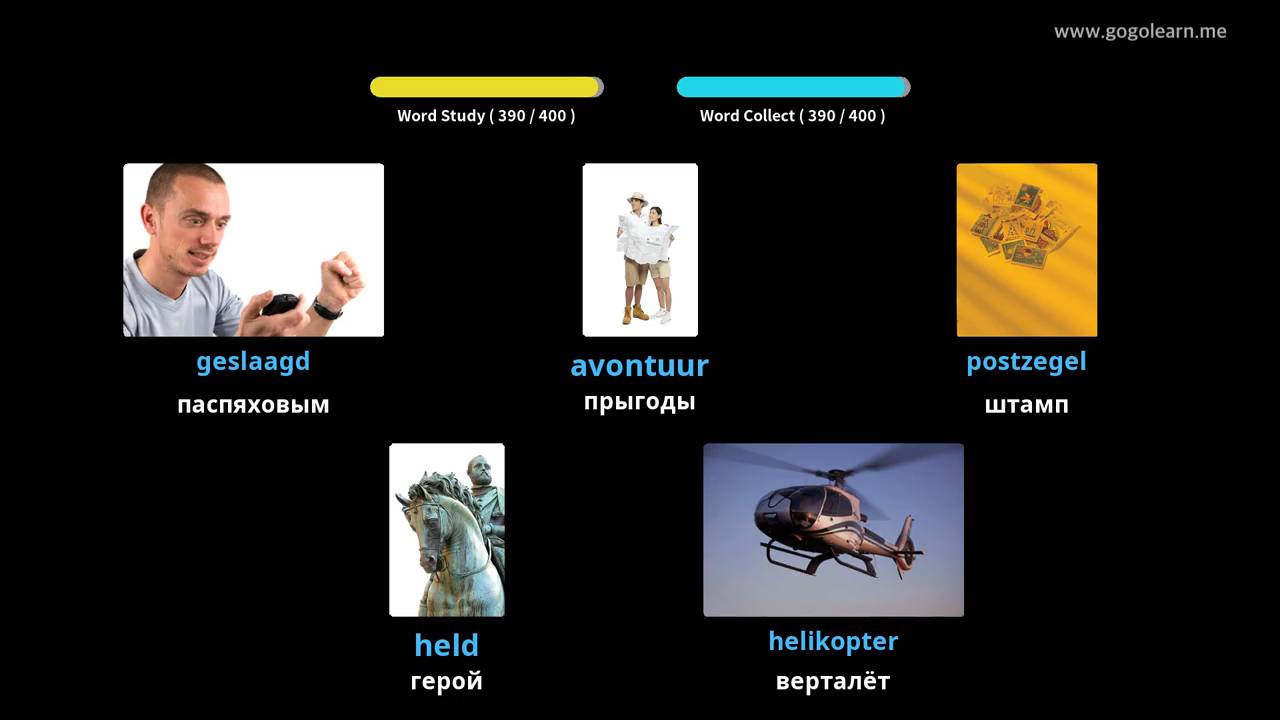 www.gogolearn.me
Word Study ( 390 / 400 )
Word Collect ( 390 / 400 )
geslaagd
паспяховым
avontuur
прыгоды
postzegel
штамп
held
герой
helikopter
верталёт